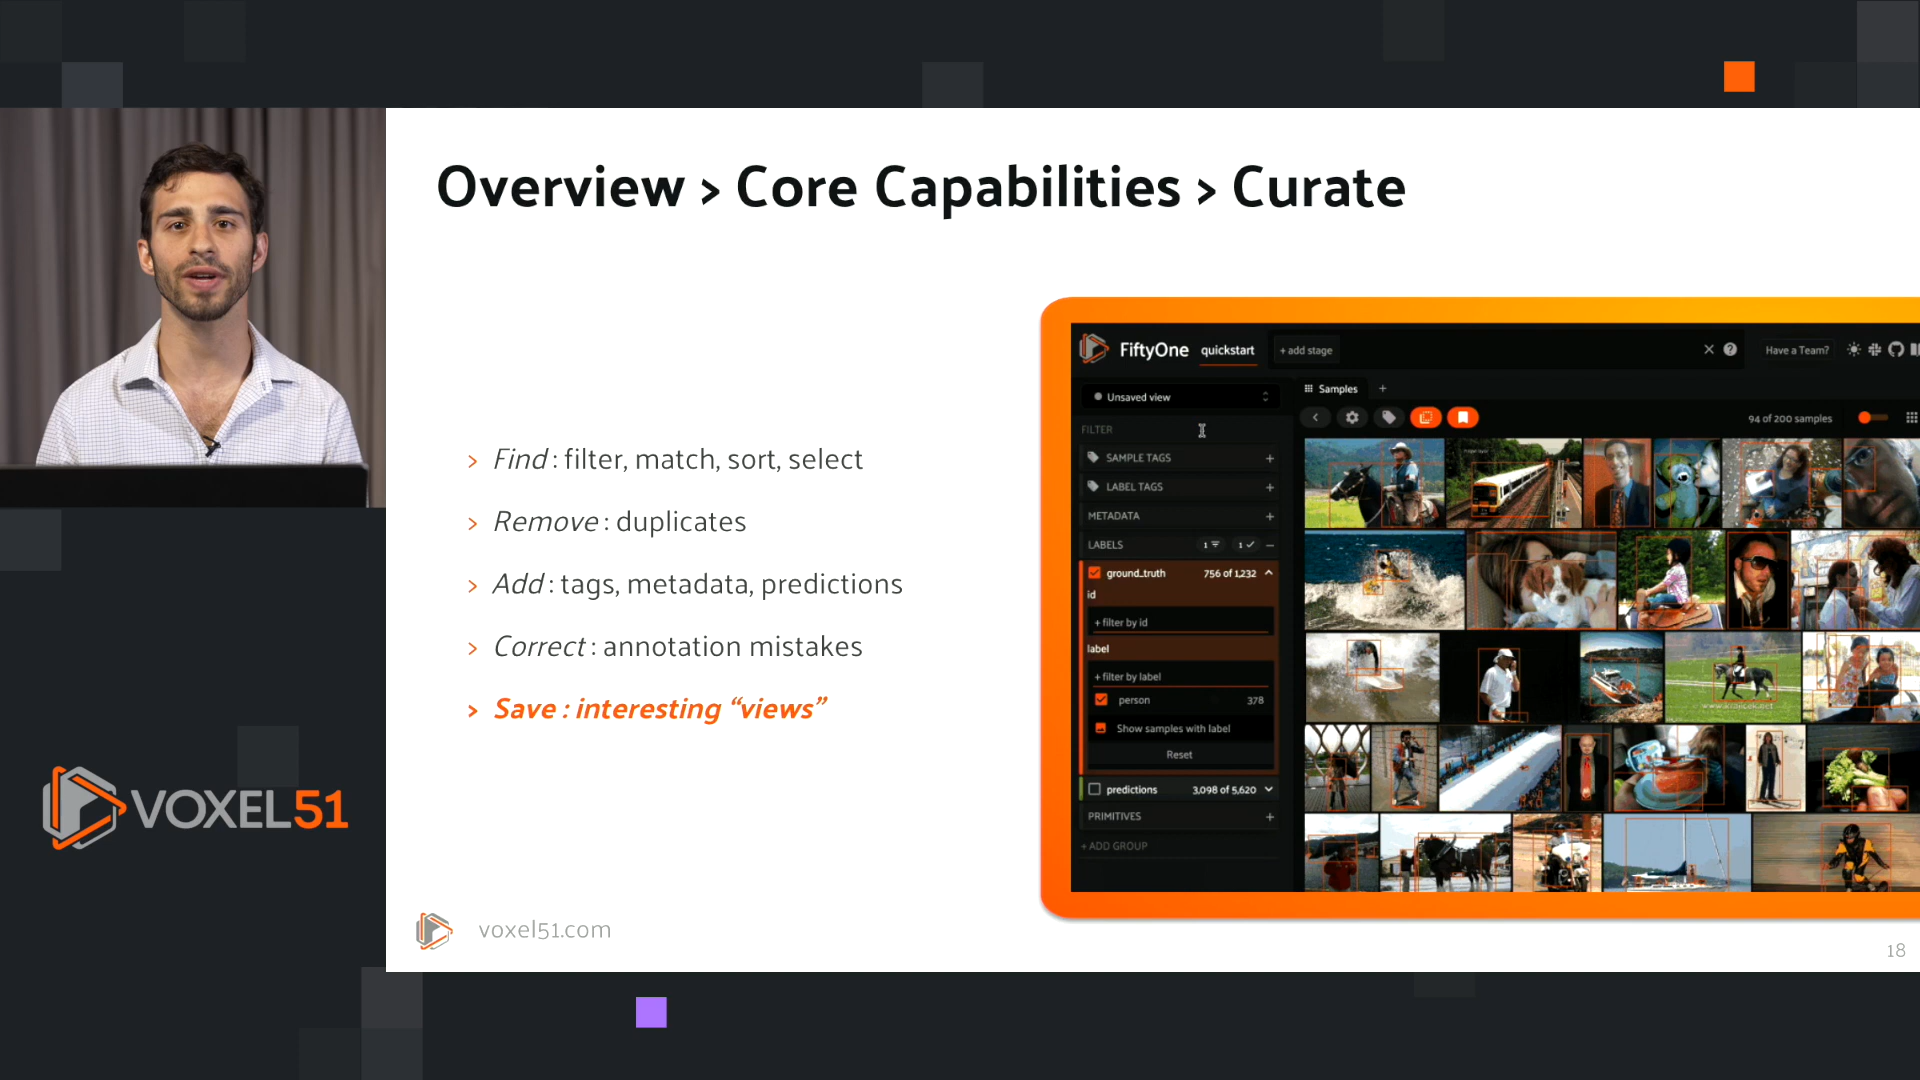 Overview > Core Capabilities > Curate
> Find : filter, match, sort, select
> Remove : duplicates
> Add : tags, metadata, predictions
> Correct : annotation mistakes
> Save : interesting “views”
FiftyOne quickstart + add stage Have a Team?
Unsaved view
Samples +
94 of 200 samples
FILTER
SAMPLE TAGS +
LABEL TAGS +
METADATA +
LABELS 1 1
ground_truth 756 of 1,232
id
+ filter by id
label
+ filter by label
person 378
Show samples with label
Reset
predictions 3,098 of 5,620
PRIMITIVES +
+ ADD GROUP
VOXEL51
voxel51.com
18